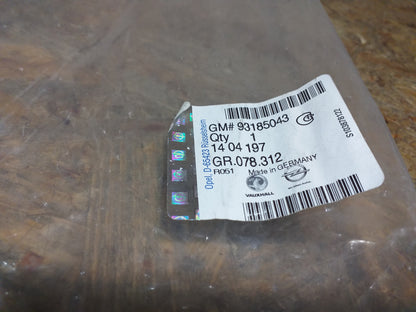 GM# 93185043
Qty 1
14 04 197
GR.078.312
R051 Made in GERMANY
VAUXHALL
Opel, D-65423 Rüsselsheim